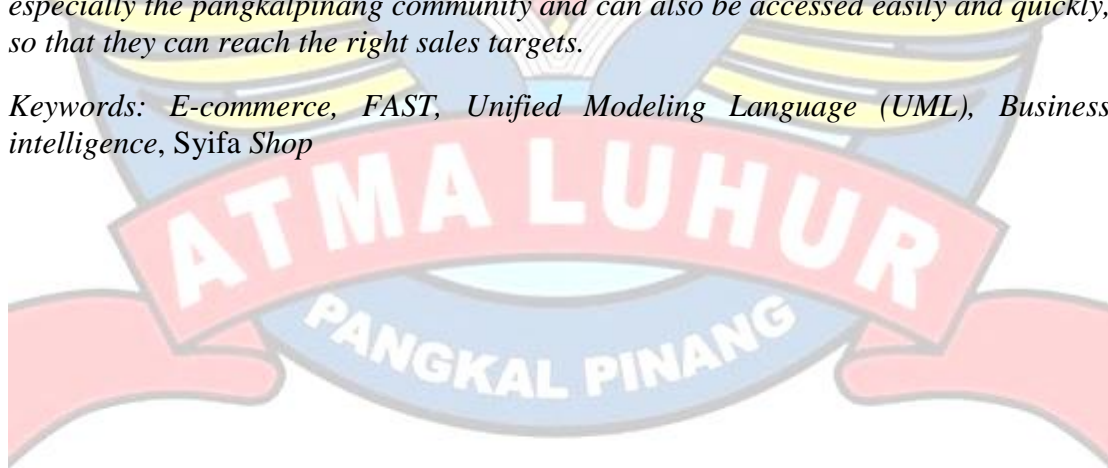 especially the pangkalpinang community and can also be accessed easily and quickly,
so that they can reach the right sales targets.
Keywords: E-commerce, FAST, Unified Modeling Language (UML), Business
intelligence, Syifa Shop
ATMA LUHUR
PANGKAL PINANG